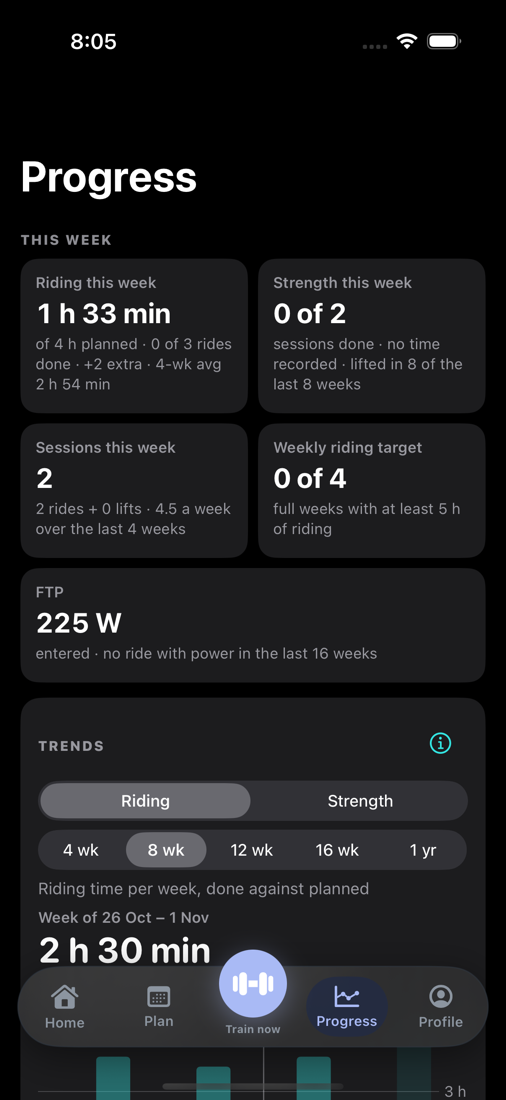 8:05
Progress
THIS WEEK
Riding this week
1 h 33 min
of 4 h planned · 0 of 3 rides
done · +2 extra · 4-wk avg
2 h 54 min
Strength this week
0 of 2
sessions done · no time
recorded · lifted in 8 of the
last 8 weeks
Sessions this week
2
2 rides + 0 lifts · 4.5 a week
over the last 4 weeks
Weekly riding target
0 of 4
full weeks with at least 5 h
of riding
FTP
225 W
entered · no ride with power in the last 16 weeks
TRENDS
Riding
Strength
4 wk
8 wk
12 wk
16 wk
1 yr
Riding time per week, done against planned
Week of 26 Oct – 1 Nov
2 h 30 min
Home
Plan
Train now
Progress
Profile
3 h